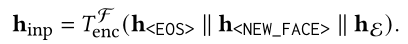 h_inp = T_enc^ℱ (h_<EOS> ∥ h_<NEW_FACE> ∥ h_ℰ).